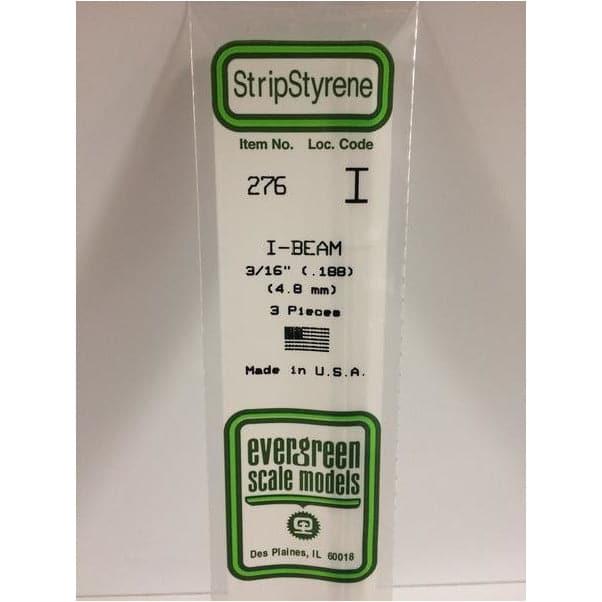 StripStyrene
Item No. Loc. Code
276 I
I-BEAM
3/16" (.188)
(4.8 mm)
3 Pieces
Made in U.S.A.
evergreen
scale models
Des Plaines, IL 60018